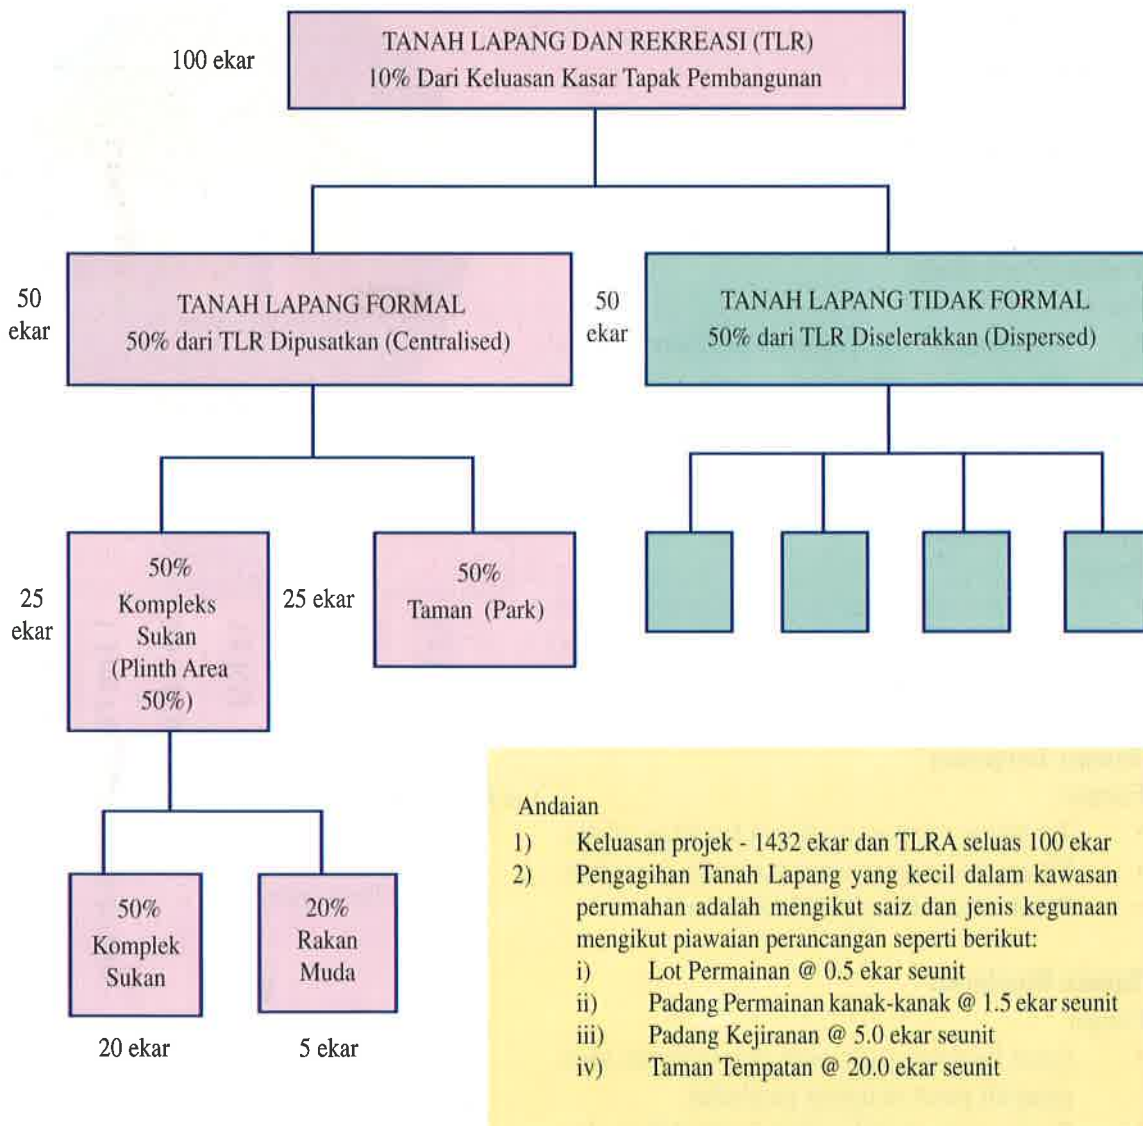 100 ekar
TANAH LAPANG DAN REKREASI (TLR)
10% Dari Keluasan Kasar Tapak Pembangunan
50
ekar
TANAH LAPANG FORMAL
50% dari TLR Dipusatkan (Centralised)
50
ekar
TANAH LAPANG TIDAK FORMAL
50% dari TLR Diselerakkan (Dispersed)
25
ekar
50%
Kompleks
Sukan
(Plinth Area
50%)
25 ekar
50%
Taman (Park)
50%
Komplek
Sukan
20 ekar
20%
Rakan
Muda
5 ekar
Andaian
1) Keluasan projek - 1432 ekar dan TLRA seluas 100 ekar
2) Pengagihan Tanah Lapang yang kecil dalam kawasan
perumahan adalah mengikut saiz dan jenis kegunaan
mengikut piawaian perancangan seperti berikut:
i) Lot Permainan @ 0.5 ekar seunit
ii) Padang Permainan kanak-kanak @ 1.5 ekar seunit
iii) Padang Kejiranan @ 5.0 ekar seunit
iv) Taman Tempatan @ 20.0 ekar seunit